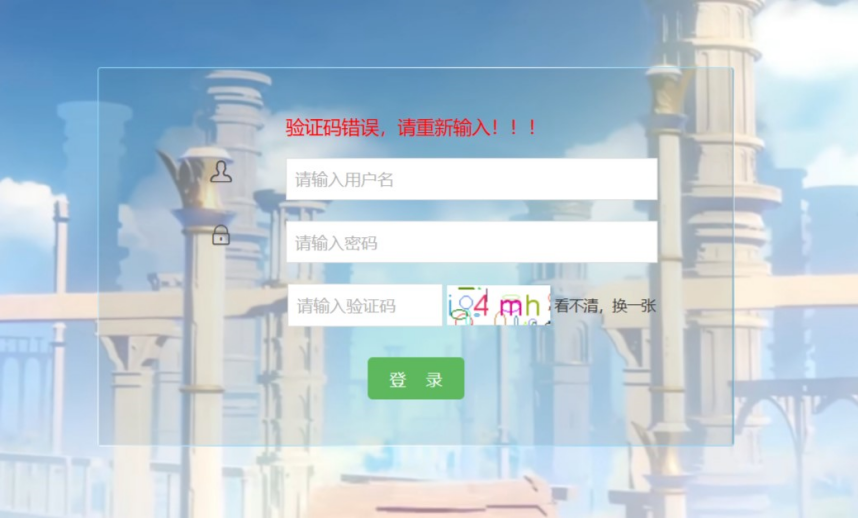 验证码错误，请重新输入！！！
请输入用户名
请输入密码
请输入验证码 看不清，换一张
登 录